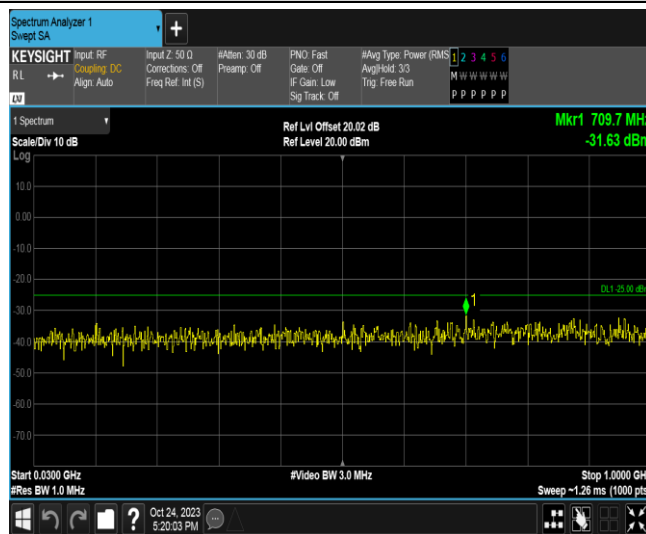 Spectrum Analyzer 1
Swept SA
+
KEYSIGHT Input: RF Input Z: 50 Ω #Atten: 30 dB PNO: Fast #Avg Type: Power (RMS 1 2 3 4 5 6
RL Coupling: DC Corrections: Off Preamp: Off Gate: Off Avg|Hold: 3/3 M W W W W W
Align: Auto Freq Ref: Int (S) IF Gain: Low Trig: Free Run
Sig Track: Off P P P P P P
LXI
1 Spectrum Ref Lvl Offset 20.02 dB Mkr1 709.7 MHz
Scale/Div 10 dB Ref Level 20.00 dBm -31.63 dBm
Log
10.0
0.00
-10.0
-20.0
DL1 -25.00 dBm
1
-30.0
-40.0
-50.0
-60.0
-70.0
Start 0.0300 GHz #Video BW 3.0 MHz Stop 1.0000 GH
#Res BW 1.0 MHz Sweep ~1.26 ms (1000 pts
? Oct 24, 2023
5:20:03 PM